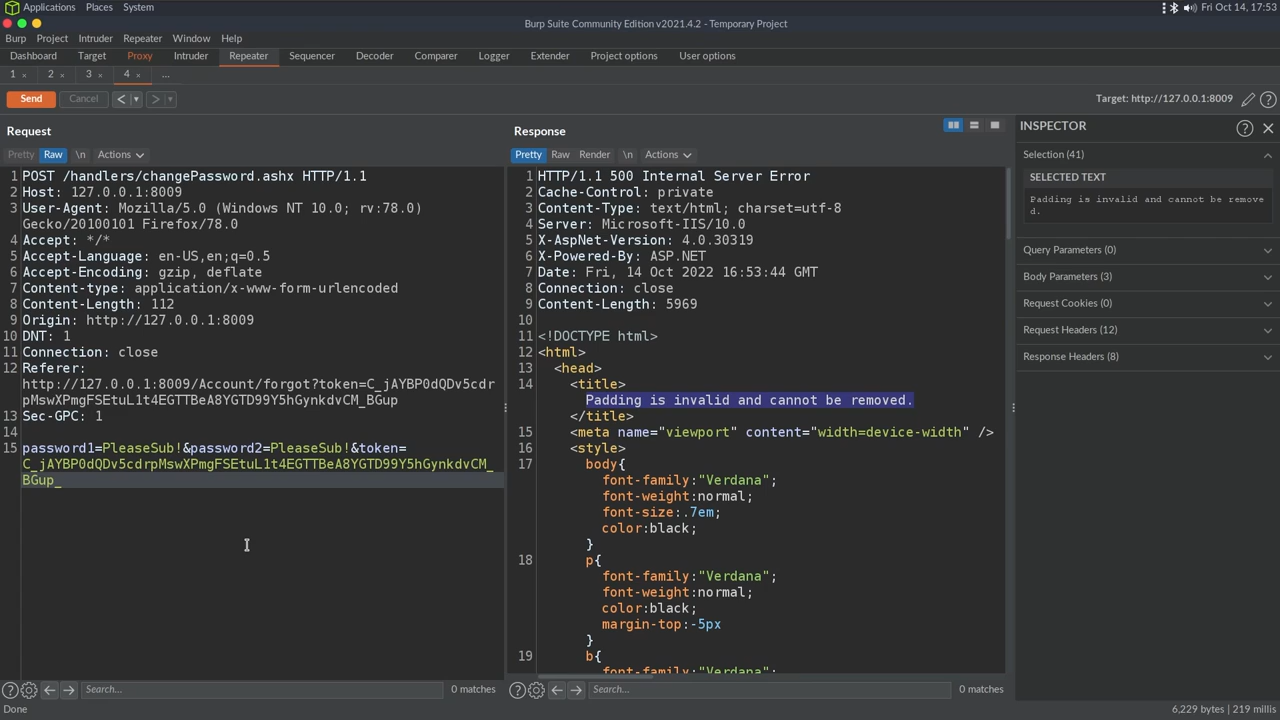 Applications Places System
Fri Oct 14, 17:53
Burp Suite Community Edition v2021.4.2 - Temporary Project
Burp Project Intruder Repeater Window Help
Dashboard Target Proxy Intruder Repeater Sequencer Decoder Comparer Logger Extender Project options User options
1 × 2 × 3 × 4 × ...
Send Cancel < >
Target: http://127.0.0.1:8009
Request
Pretty Raw \n Actions
1 POST /handlers/changePassword.ashx HTTP/1.1
2 Host: 127.0.0.1:8009
3 User-Agent: Mozilla/5.0 (Windows NT 10.0; rv:78.0)
Gecko/20100101 Firefox/78.0
4 Accept: */*
5 Accept-Language: en-US,en;q=0.5
6 Accept-Encoding: gzip, deflate
7 Content-type: application/x-www-form-urlencoded
8 Content-Length: 112
9 Origin: http://127.0.0.1:8009
10 DNT: 1
11 Connection: close
12 Referer:
http://127.0.0.1:8009/Account/forgot?token=C_jAYBP0dQDv5cdr
pMswXPmgFSEtuL1t4EGTTBeA8YGTD99Y5hGynkdvCM_BGup
13 Sec-GPC: 1
14
15 password1=PleaseSub!&password2=PleaseSub!&token=
C_jAYBP0dQDv5cdrpMswXPmgFSEtuL1t4EGTTBeA8YGTD99Y5hGynkdvCM_
BGup_
Search...
0 matches
Response
Pretty Raw Render \n Actions
1 HTTP/1.1 500 Internal Server Error
2 Cache-Control: private
3 Content-Type: text/html; charset=utf-8
4 Server: Microsoft-IIS/10.0
5 X-AspNet-Version: 4.0.30319
6 X-Powered-By: ASP.NET
7 Date: Fri, 14 Oct 2022 16:53:44 GMT
8 Connection: close
9 Content-Length: 5969
10
11 <!DOCTYPE html>
12 <html>
13 <head>
14 <title>
Padding is invalid and cannot be removed.
</title>
15 <meta name="viewport" content="width=device-width" />
16 <style>
17 body{
font-family:"Verdana";
font-weight:normal;
font-size:.7em;
color:black;
}
18 p{
font-family:"Verdana";
font-weight:normal;
color:black;
margin-top:-5px
}
19 b{
font-family:"Verdana";
Search...
0 matches
INSPECTOR
Selection (41)
SELECTED TEXT
Padding is invalid and cannot be remove
d.
Query Parameters (0)
Body Parameters (3)
Request Cookies (0)
Request Headers (12)
Response Headers (8)
Done
6,229 bytes | 219 millis